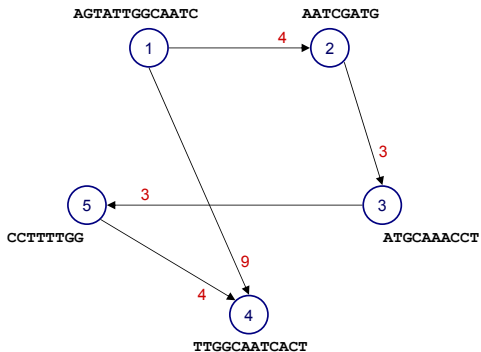 AGTATTGGCAATC AATCGATG
1 4 2
3
5 3 3
CCTTTTGG ATGCAAACCT
9
4
4
TTGGCAATCACT